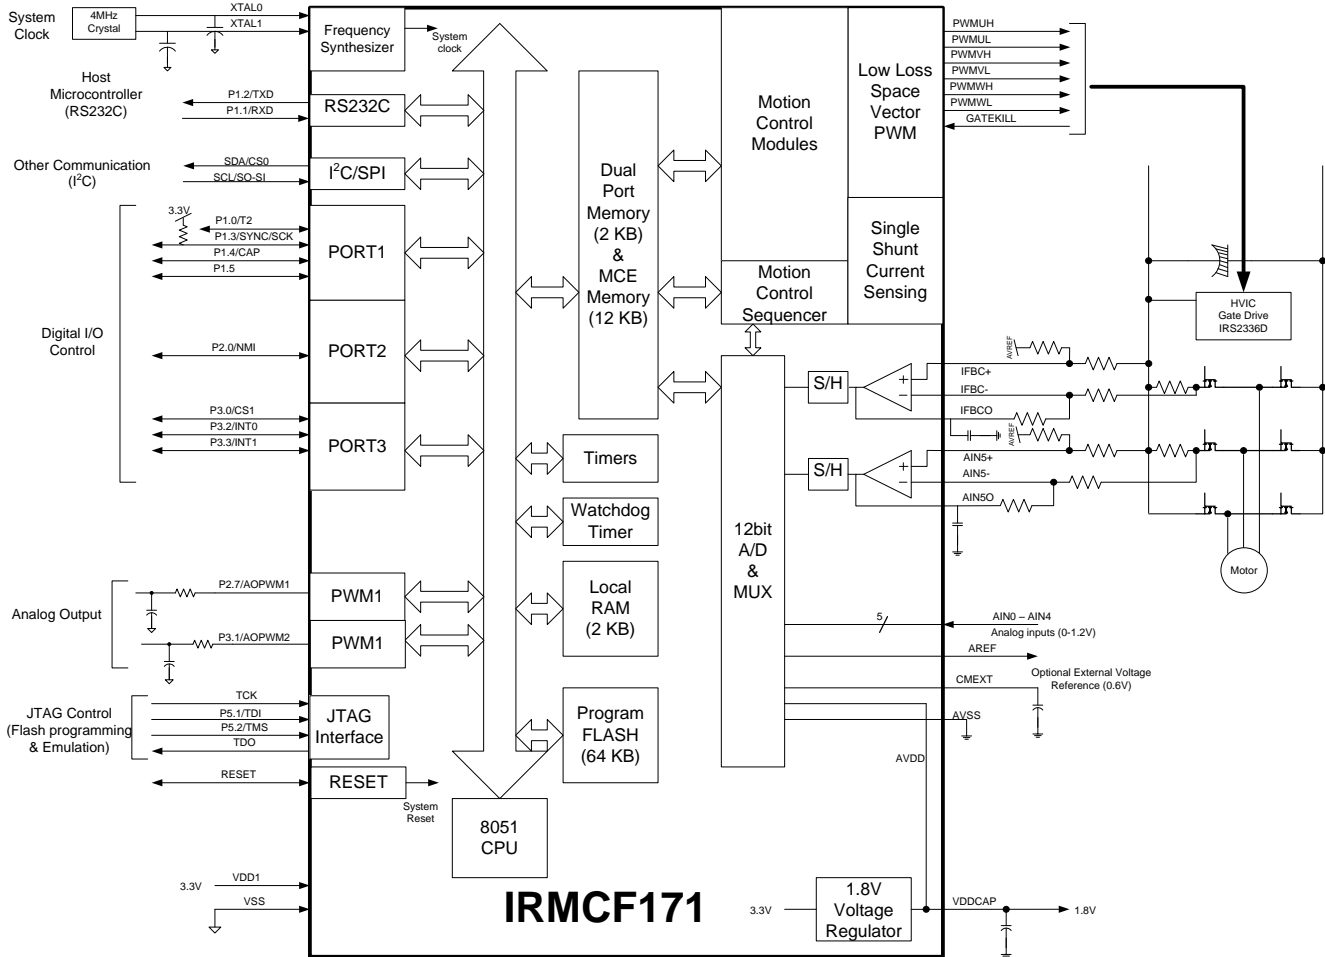 System
Clock
4MHz
Crystal
XTAL0
XTAL1
Frequency
Synthesizer
System
clock
Host
Microcontroller
(RS232C)
P1.2/TXD
P1.1/RXD
RS232C
Other Communication
(I2C)
SDA/CS0
SCL/SO-SI
I2C/SPI
Digital I/O
Control
3.3V
P1.0/T2
P1.3/SYNC/SCK
P1.4/CAP
P1.5
PORT1
P2.0/NMI
PORT2
P3.0/CS1
P3.2/INT0
P3.3/INT1
PORT3
Analog Output
P2.7/AOPWM1
PWM1
P3.1/AOPWM2
PWM1
JTAG Control
(Flash programming
& Emulation)
TCK
P5.1/TDI
P5.2/TMS
TDO
JTAG
Interface
RESET
RESET
System
Reset
3.3V
VDD1
VSS
8051
CPU
Dual
Port
Memory
(2 KB)
&
MCE
Memory
(12 KB)
Timers
Watchdog
Timer
Local
RAM
(2 KB)
Program
FLASH
(64 KB)
Motion
Control
Modules
Motion
Control
Sequencer
Low Loss
Space
Vector
PWM
Single
Shunt
Current
Sensing
PWMUH
PWMUL
PWMVH
PWMVL
PWMWH
PWMWL
GATEKILL
HVIC
Gate Drive
IRS2336D
12bit
A/D
&
MUX
S/H
+
−
AVREF
IFBC+
IFBC-
IFBCO
S/H
+
−
AVREF
AIN5+
AIN5-
AIN5O
Motor
5
AIN0 – AIN4
Analog inputs (0-1.2V)
AREF
Optional External Voltage
Reference (0.6V)
CMEXT
AVSS
AVDD
IRMCF171
3.3V
1.8V
Voltage
Regulator
VDDCAP
1.8V